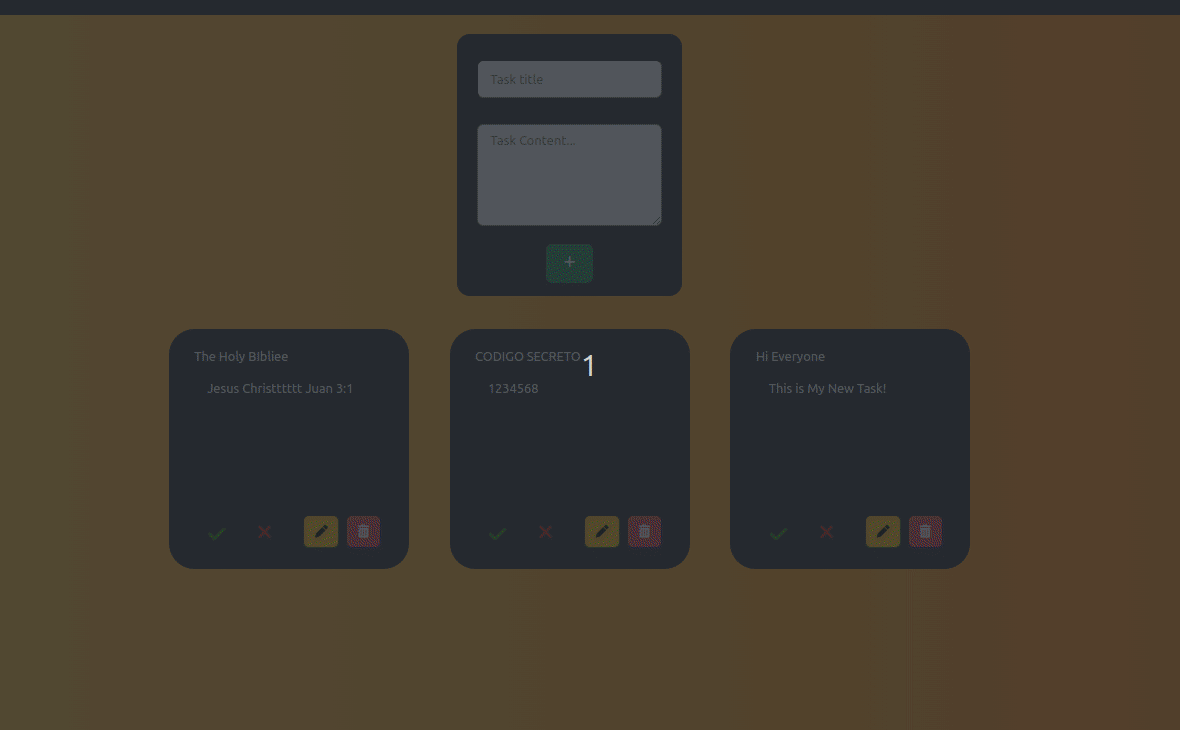 Task title
Task Content...
+
The Holy BIbliee
Jesus Christttttt Juan 3:1
CODIGO SECRETO
1
1234568
Hi Everyone
This is My New Task!